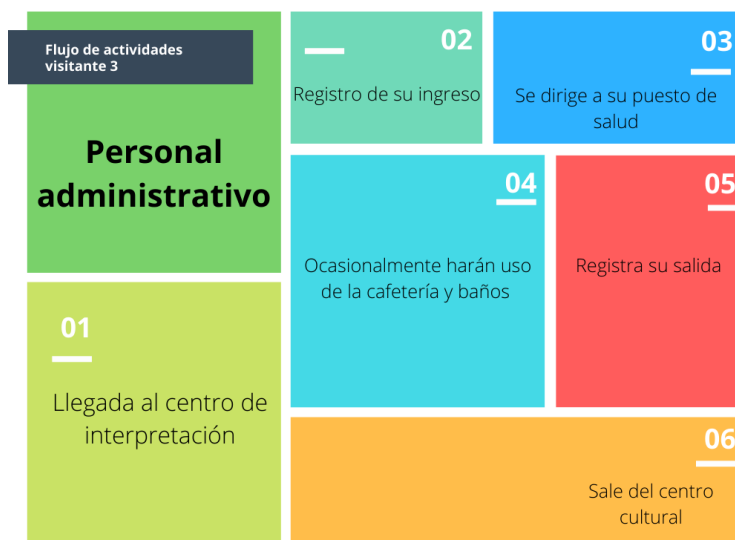 Flujo de actividades
visitante 3
Personal
administrativo
01
Llegada al centro de
interpretación
02
Registro de su ingreso
03
Se dirige a su puesto de
salud
04
Ocasionalmente harán uso
de la cafetería y baños
05
Registra su salida
06
Sale del centro
cultural